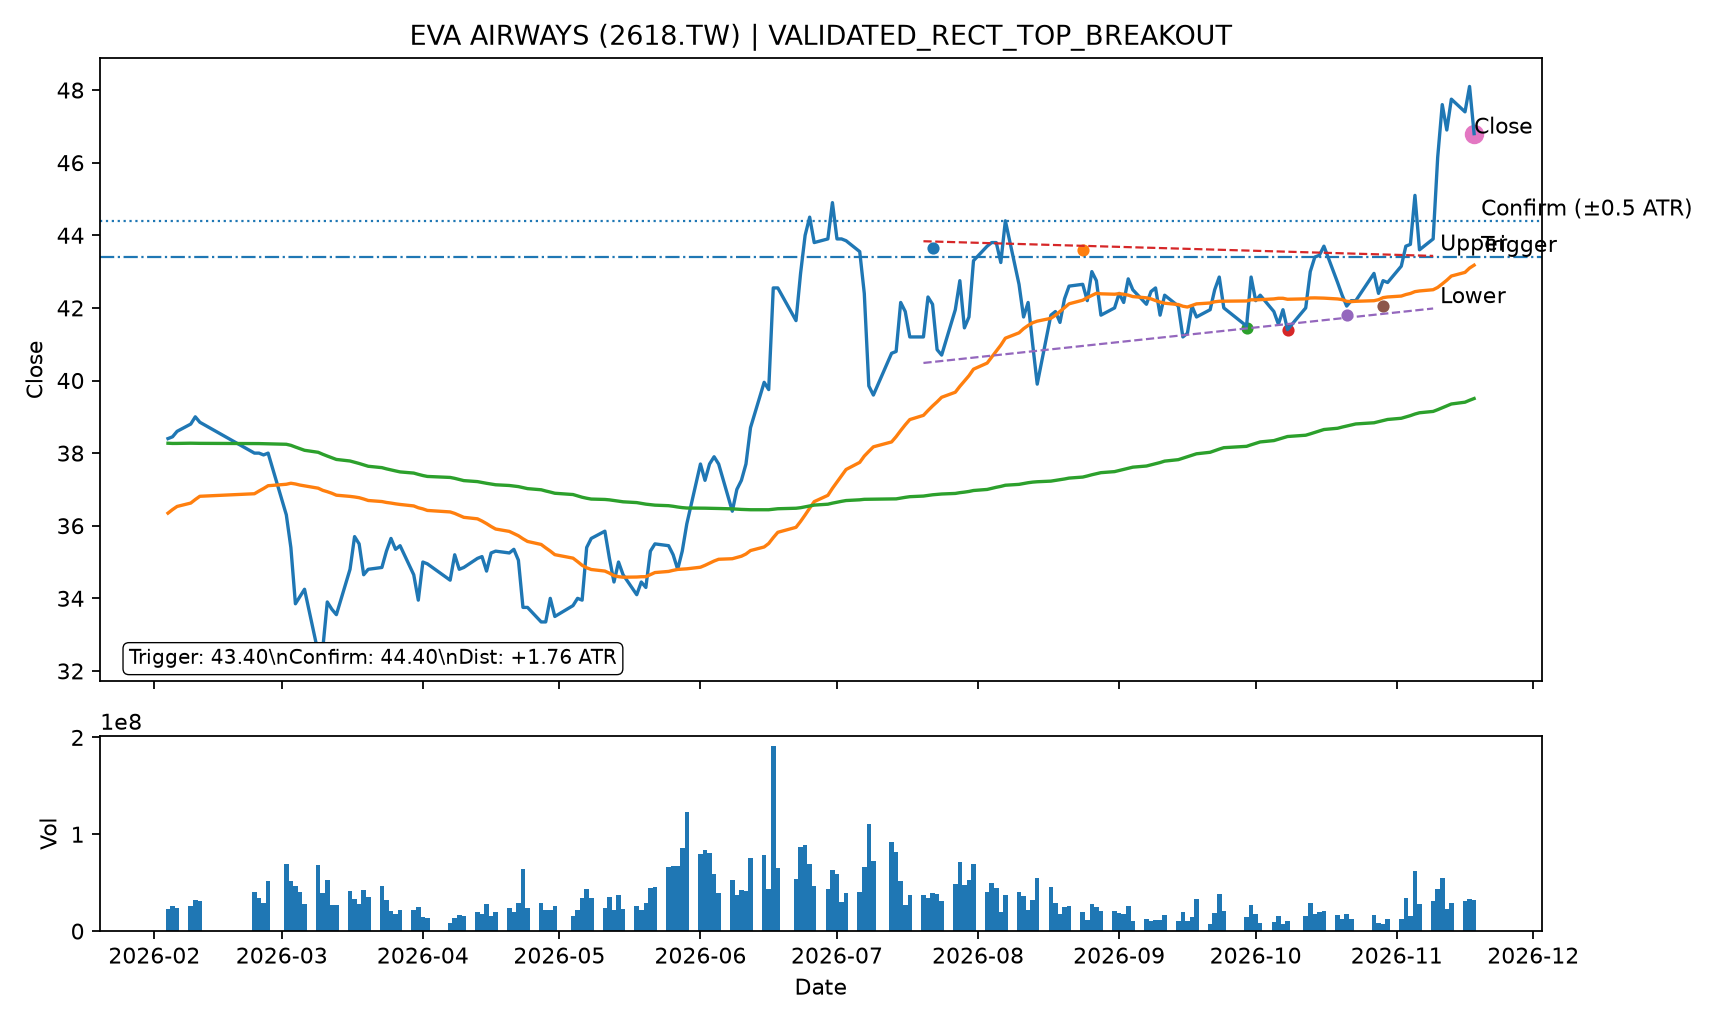 EVA AIRWAYS (2618.TW) | VALIDATED_RECT_TOP_BREAKOUT
48
46
44
42
40
38
36
34
32
Close
Close
Confirm (±0.5 ATR)
Upper
Trigger
Lower
Trigger: 43.40\nConfirm: 44.40\nDist: +1.76 ATR
1e8
2
1
0
Vol
2026-02 2026-03 2026-04 2026-05 2026-06 2026-07 2026-08 2026-09 2026-10 2026-11 2026-12
Date